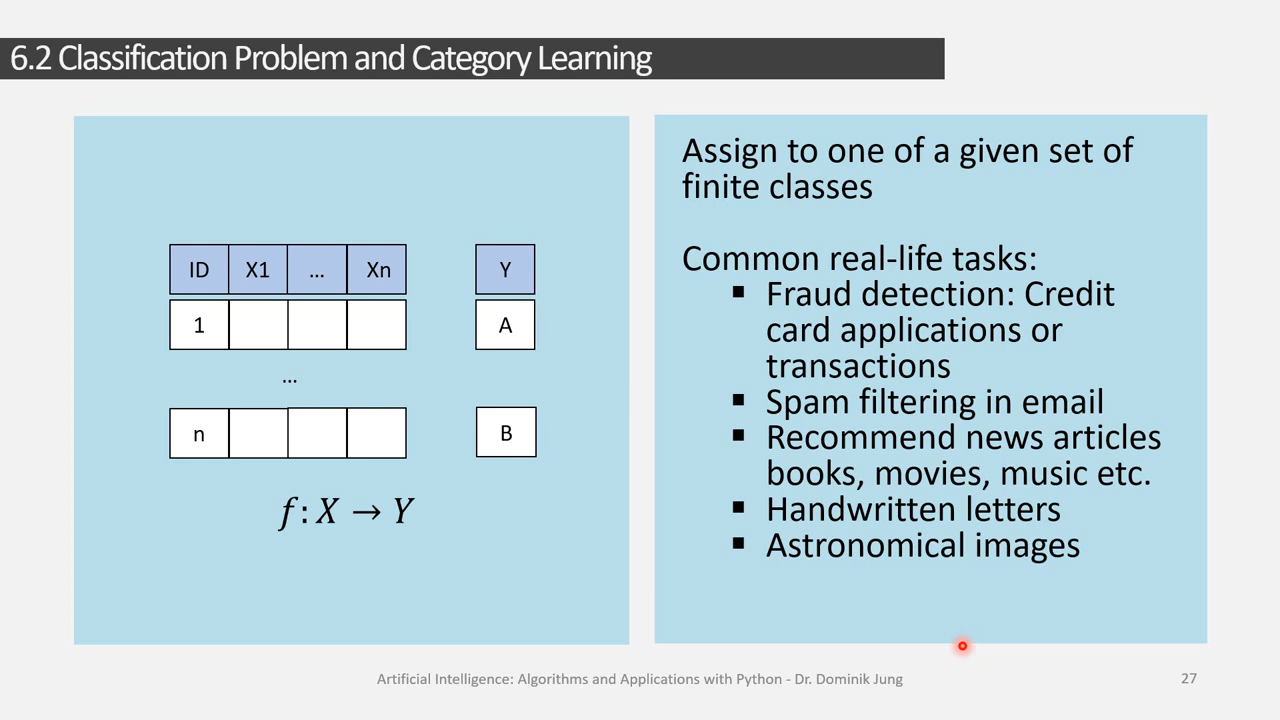 6.2 Classification Problem and Category Learning
ID X1 … Xn Y
1 A
…
n B
f: X → Y
Assign to one of a given set of
finite classes
Common real-life tasks:
▪ Fraud detection: Credit
card applications or
transactions
▪ Spam filtering in email
▪ Recommend news articles
books, movies, music etc.
▪ Handwritten letters
▪ Astronomical images
Artificial Intelligence: Algorithms and Applications with Python - Dr. Dominik Jung
27